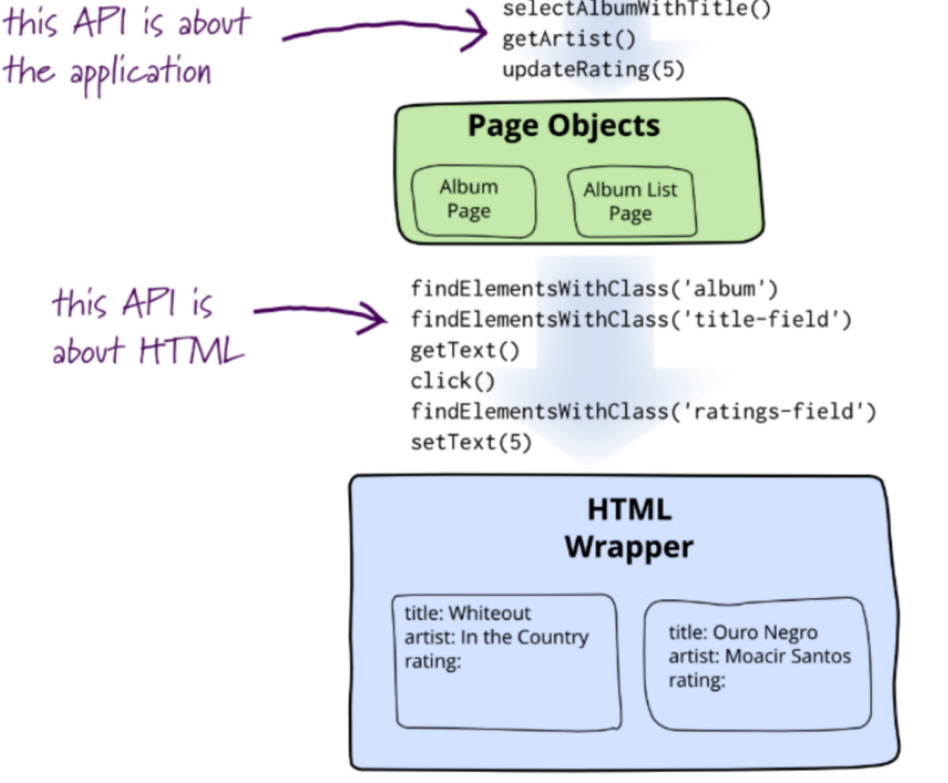 this API is about
the application
selectAlbumWithTitle()
getArtist()
updateRating(5)
Page Objects
Album
Page
Album List
Page
this API is
about HTML
findElementsWithClass('album')
findElementsWithClass('title-field')
getText()
click()
findElementsWithClass('ratings-field')
setText(5)
HTML
Wrapper
title: Whiteout
artist: In the Country
rating:
title: Ouro Negro
artist: Moacir Santos
rating: